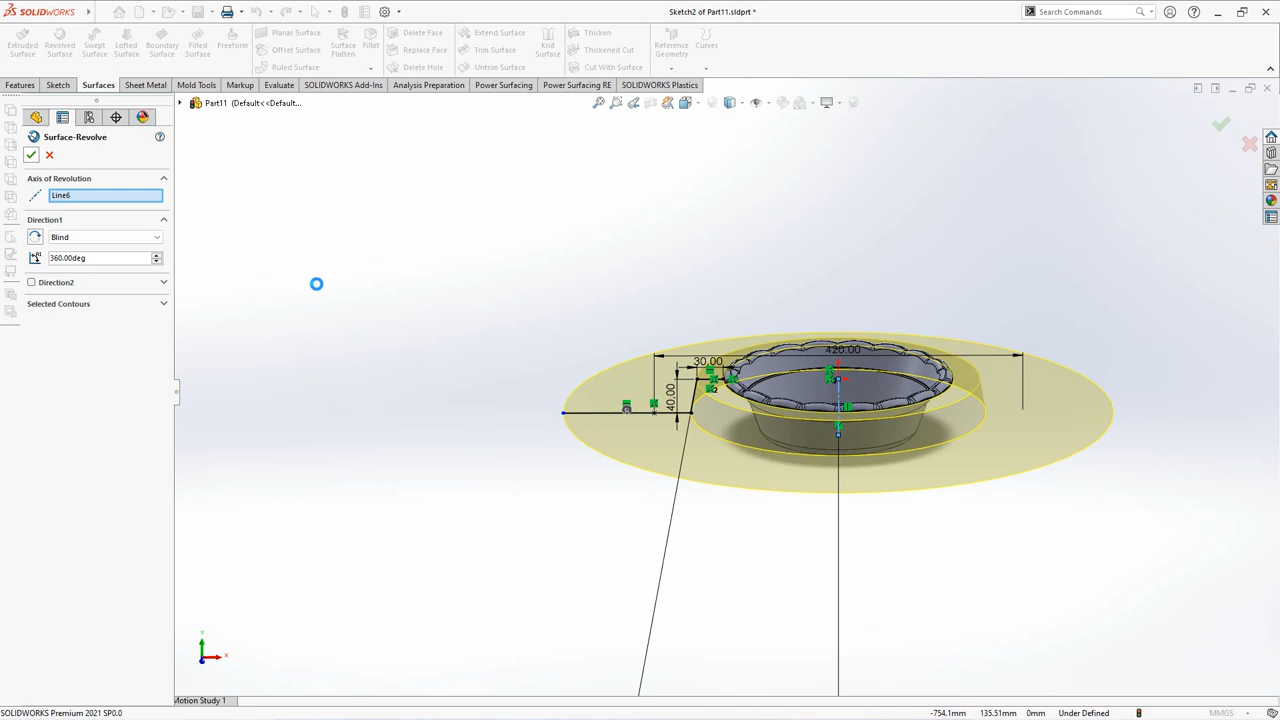 SOLIDWORKS
Sketch2 of Part11.sldprt *
Search Commands
Extruded Surface
Revolved Surface
Swept Surface
Lofted Surface
Boundary Surface
Filled Surface
Freeform
Planar Surface
Offset Surface
Ruled Surface
Surface Flatten
Fillet
Delete Face
Replace Face
Delete Hole
Extend Surface
Trim Surface
Untrim Surface
Knit Surface
Thicken
Thickened Cut
Cut With Surface
Reference Geometry
Curves
Features
Sketch
Surfaces
Sheet Metal
Mold Tools
Markup
Evaluate
SOLIDWORKS Add-Ins
Analysis Preparation
Power Surfacing
Power Surfacing RE
SOLIDWORKS Plastics
Part11 (Default<<Default...
Surface-Revolve
Axis of Revolution
Line6
Direction1
Blind
360.00deg
Direction2
Selected Contours
420,00
30,00
40,00
Y
X
Motion Study 1
SOLIDWORKS Premium 2021 SP0.0
-754.1mm
135.51mm
0mm
Under Defined
MMGS